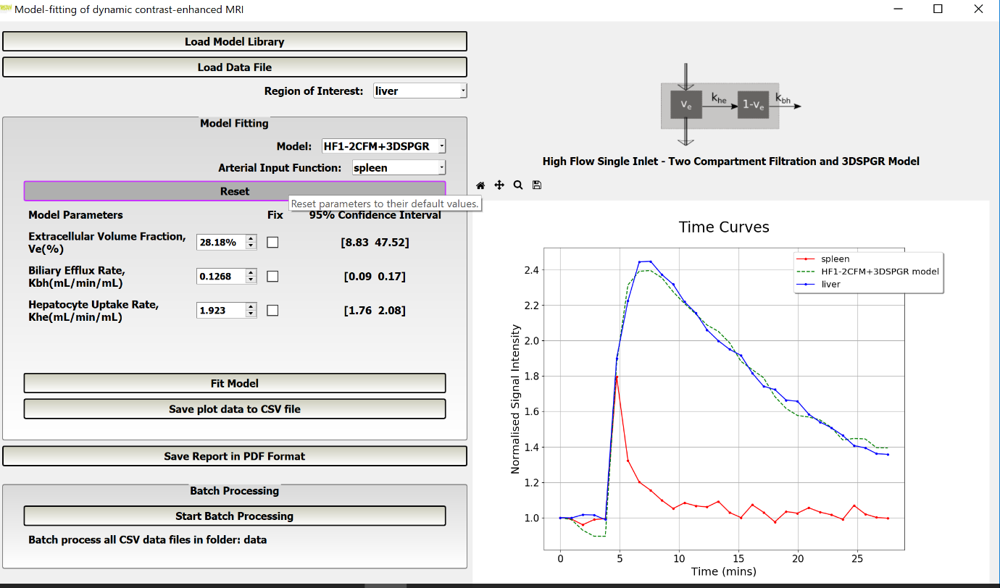 Model-fitting of dynamic contrast-enhanced MRI
Load Model Library
Load Data File
Region of Interest: liver
Model Fitting
Model: HF1-2CFM+3DSPGR
Arterial Input Function: spleen
Reset
Reset parameters to their default values.
Model Parameters Fix 95% Confidence Interval
Extracellular Volume Fraction,
Ve(%)
28.18% [8.83 47.52]
Biliary Efflux Rate,
Kbh(mL/min/mL)
0.1268 [0.09 0.17]
Hepatocyte Uptake Rate,
Khe(mL/min/mL)
1.923 [1.76 2.08]
Fit Model
Save plot data to CSV file
Save Report in PDF Format
Batch Processing
Start Batch Processing
Batch process all CSV data files in folder: data
ve khe 1-ve kbh
High Flow Single Inlet - Two Compartment Filtration and 3DSPGR Model
Time Curves
spleen
HF1-2CFM+3DSPGR model
liver
Normalised Signal Intensity
2.4
2.2
2.0
1.8
1.6
1.4
1.2
1.0
0 5 10 15 20 25
Time (mins)